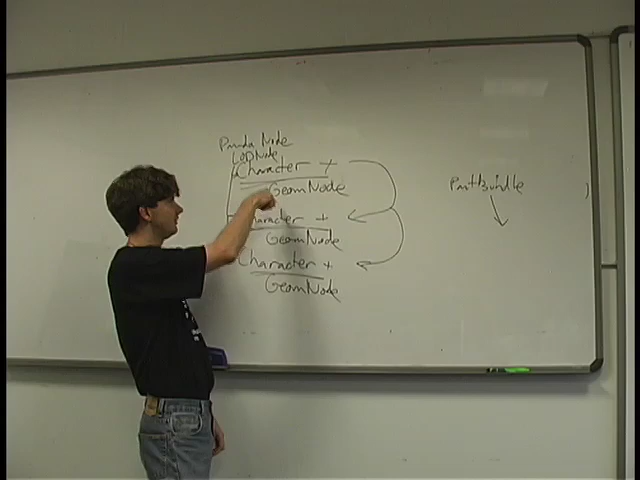 Panda Node
LODNode
Character +
GeomNode
Character +
GeomNode
Character +
GeomNode
PartBundle